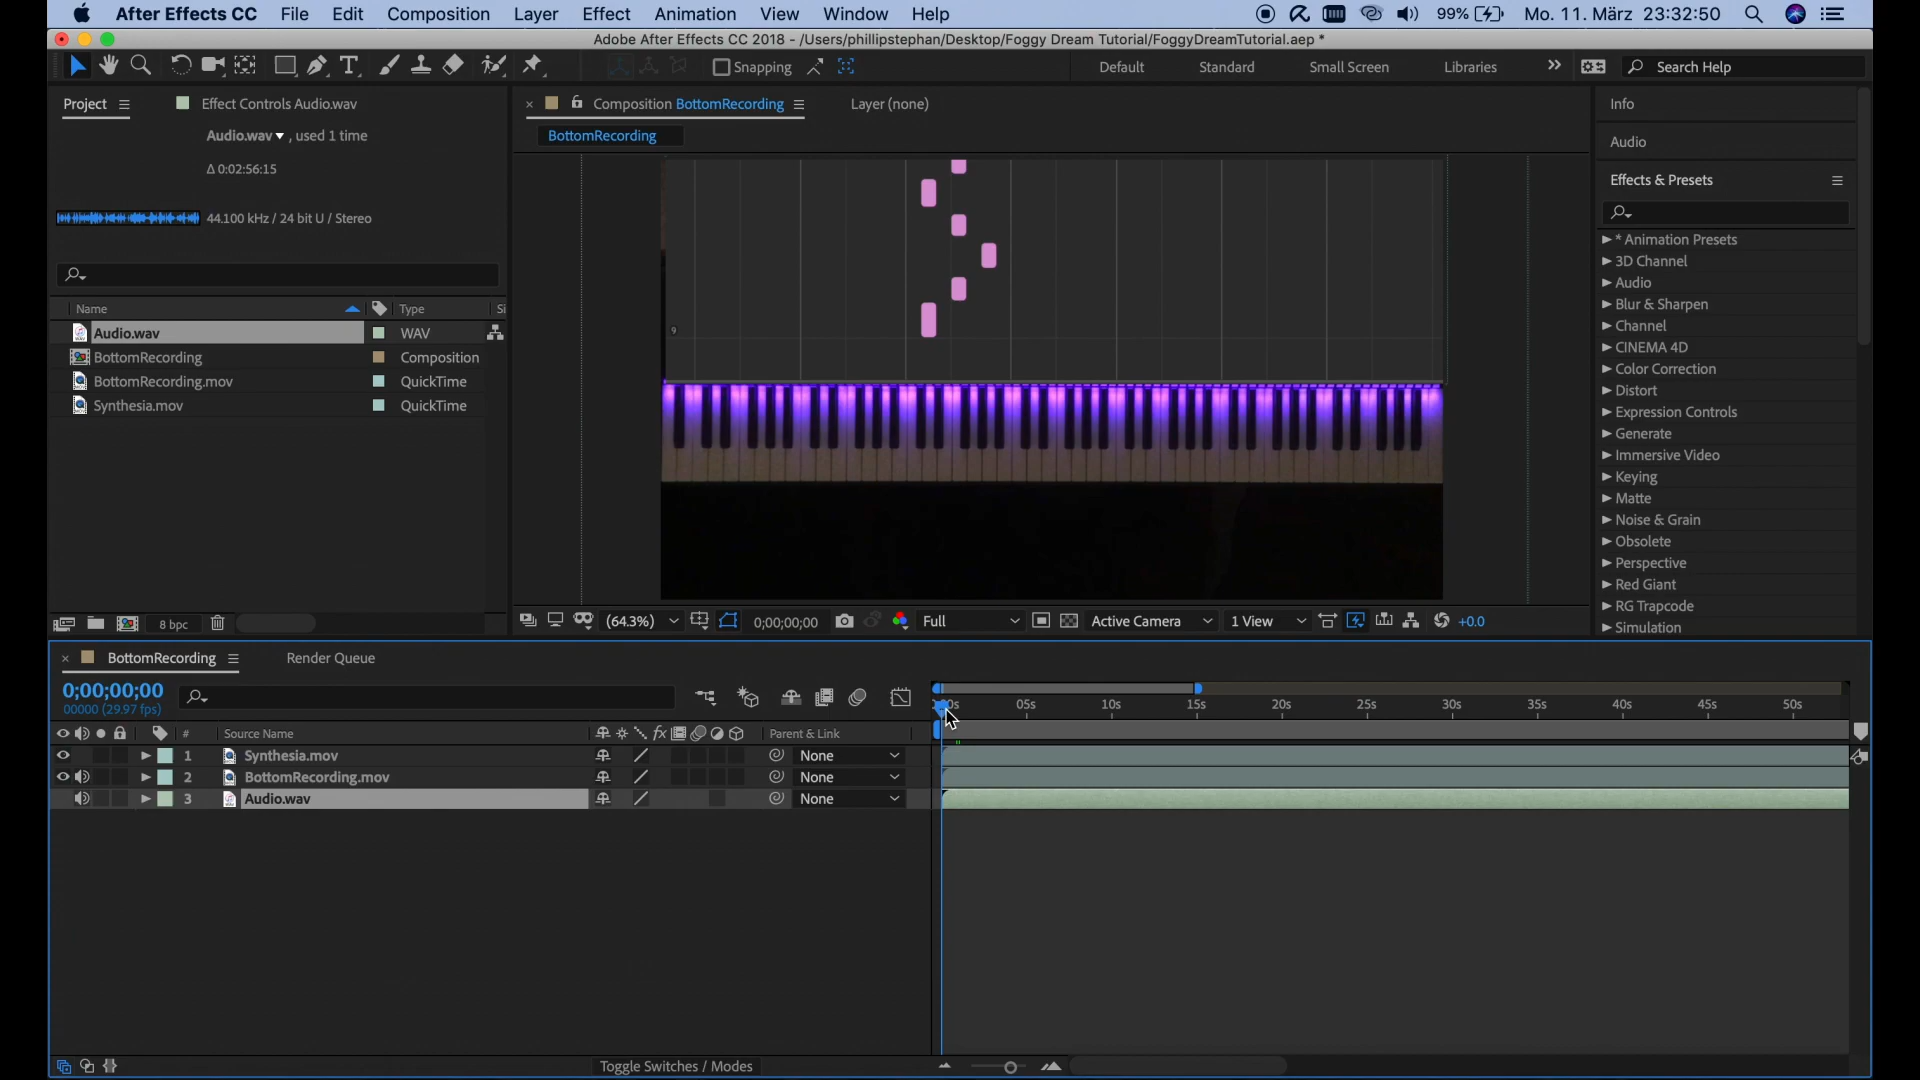 After Effects CC File Edit Composition Layer Effect Animation View Window Help 99% Mo. 11. März 23:32:50
Adobe After Effects CC 2018 - /Users/phillipstephan/Desktop/Foggy Dream Tutorial/FoggyDreamTutorial.aep *
Snapping Default Standard Small Screen Libraries Search Help
Project Effect Controls Audio.wav
Audio.wav , used 1 time
Δ 0:02:56:15
44.100 kHz / 24 bit U / Stereo
Name Type Si
Audio.wav WAV
BottomRecording Composition
BottomRecording.mov QuickTime
Synthesia.mov QuickTime
8 bpc
Composition BottomRecording Layer (none)
BottomRecording
9
(64.3%) 0;00;00;00 Full Active Camera 1 View +0.0
Info
Audio
Effects & Presets
* Animation Presets
3D Channel
Audio
Blur & Sharpen
Channel
CINEMA 4D
Color Correction
Distort
Expression Controls
Generate
Immersive Video
Keying
Matte
Noise & Grain
Obsolete
Perspective
Red Giant
RG Trapcode
Simulation
BottomRecording Render Queue
0;00;00;00
00000 (29.97 fps)
05s 10s 15s 20s 25s 30s 35s 40s 45s 50s
# Source Name fx Parent & Link
1 Synthesia.mov None
2 BottomRecording.mov None
3 Audio.wav None
Toggle Switches / Modes